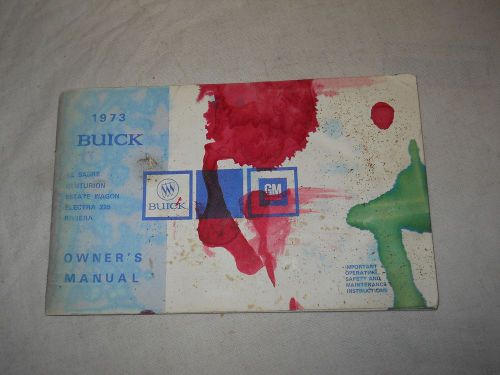 1973
BUICK
LE SABRE
CENTURION
ESTATE WAGON
ELECTRA 225
RIVIERA
OWNER'S
MANUAL
BUICK
GM
IMPORTANT
OPERATING
SAFETY AND
MAINTENANCE
INSTRUCTIONS